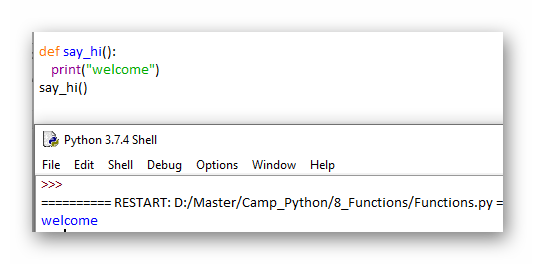 def say_hi():
    print("welcome")
say_hi()
Python 3.7.4 Shell
File Edit Shell Debug Options Window Help
>>>
========== RESTART: D:/Master/Camp_Python/8_Functions/Functions.py =
welcome